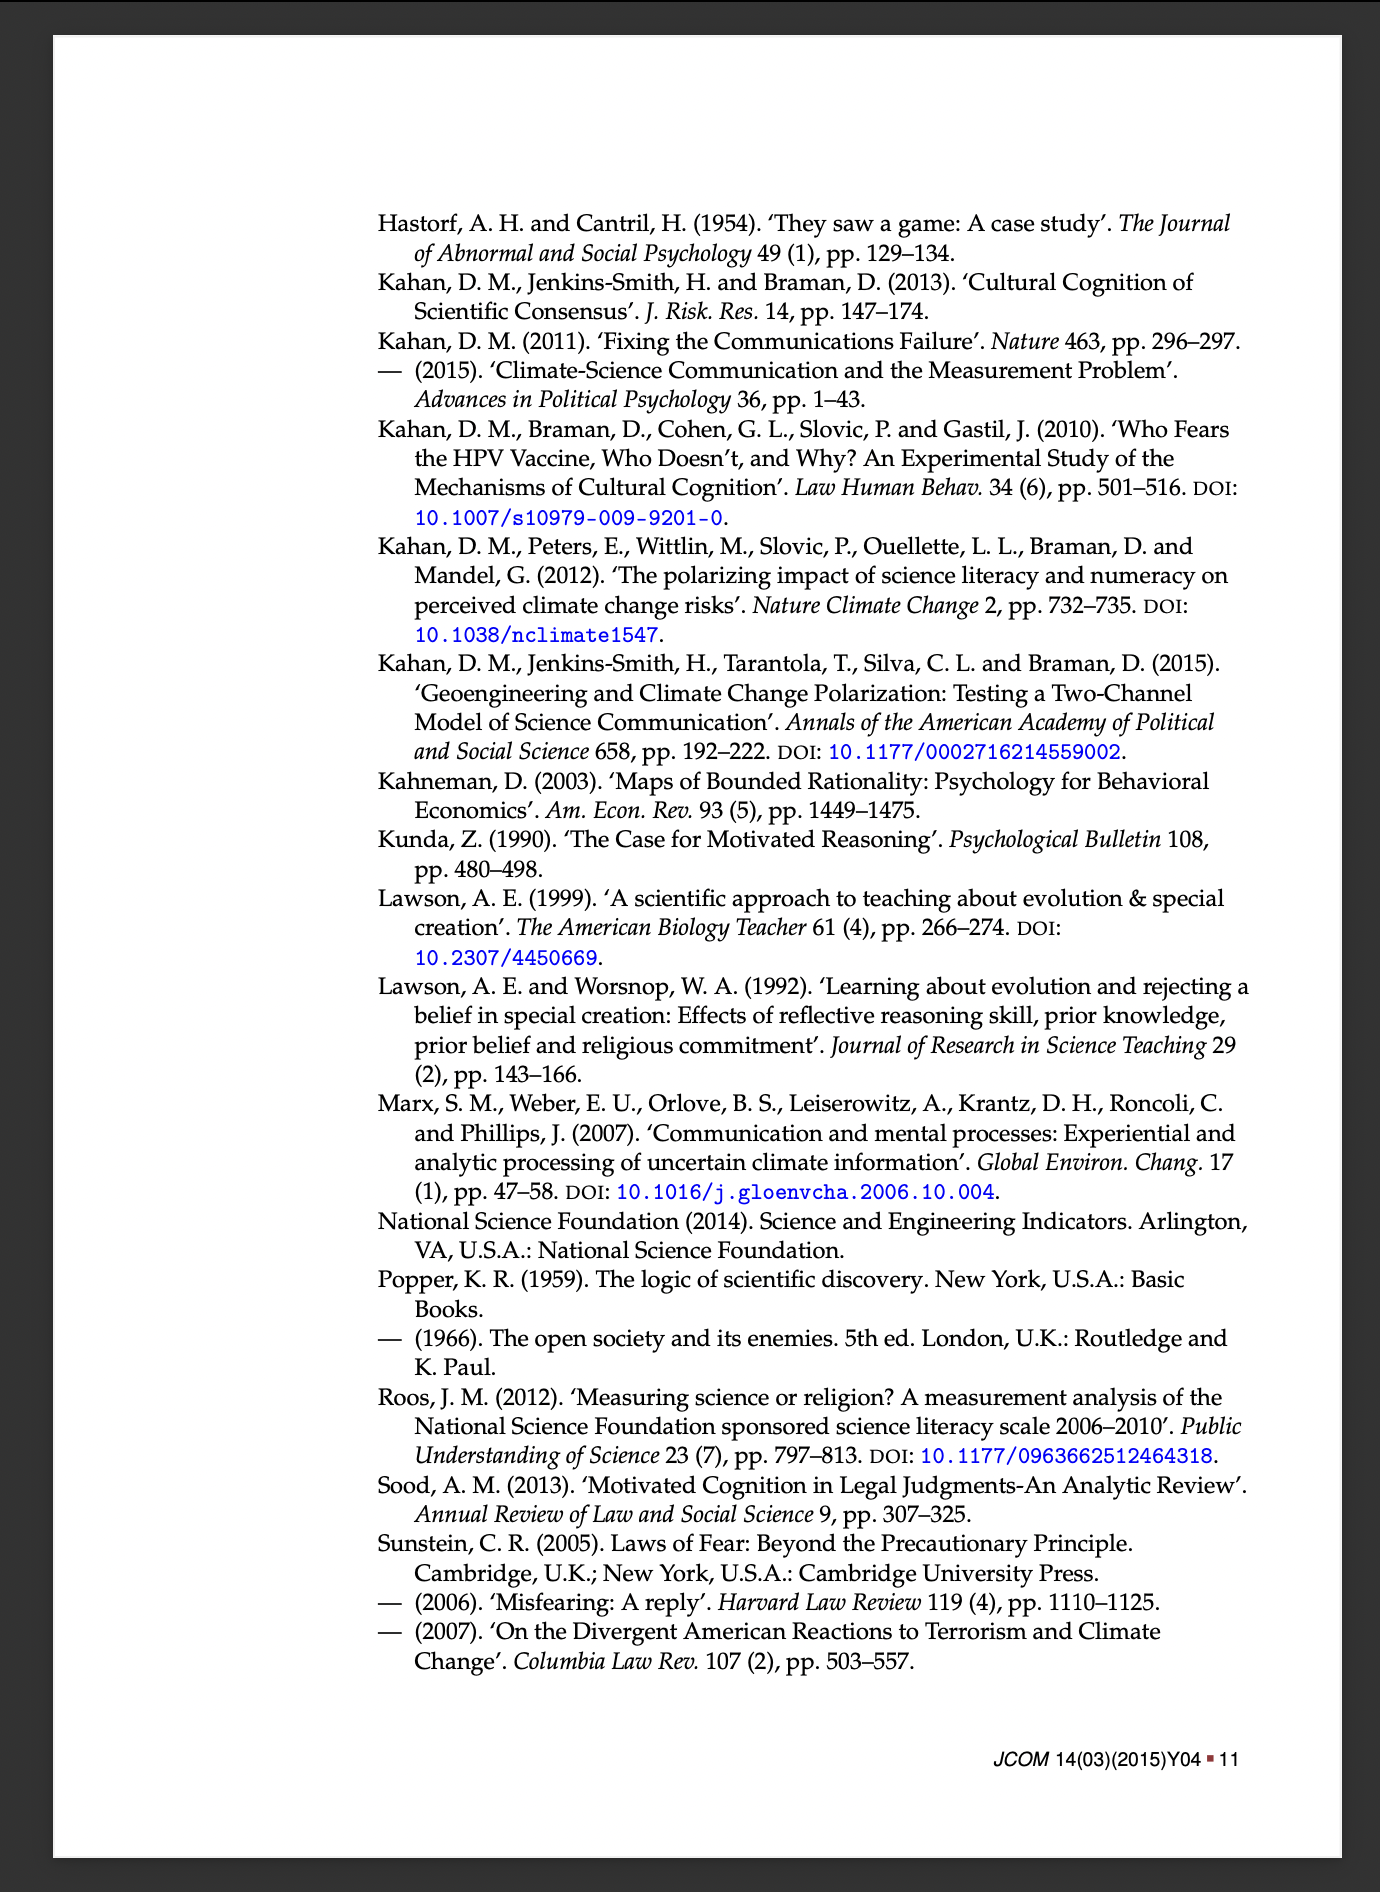 Hastorf, A. H. and Cantril, H. (1954). ‘They saw a game: A case study’. The Journal
of Abnormal and Social Psychology 49 (1), pp. 129–134.
Kahan, D. M., Jenkins-Smith, H. and Braman, D. (2013). ‘Cultural Cognition of
Scientific Consensus’. J. Risk. Res. 14, pp. 147–174.
Kahan, D. M. (2011). ‘Fixing the Communications Failure’. Nature 463, pp. 296–297.
— (2015). ‘Climate-Science Communication and the Measurement Problem’.
Advances in Political Psychology 36, pp. 1–43.
Kahan, D. M., Braman, D., Cohen, G. L., Slovic, P. and Gastil, J. (2010). ‘Who Fears
the HPV Vaccine, Who Doesn’t, and Why? An Experimental Study of the
Mechanisms of Cultural Cognition’. Law Human Behav. 34 (6), pp. 501–516. DOI:
10.1007/s10979-009-9201-0.
Kahan, D. M., Peters, E., Wittlin, M., Slovic, P., Ouellette, L. L., Braman, D. and
Mandel, G. (2012). ‘The polarizing impact of science literacy and numeracy on
perceived climate change risks’. Nature Climate Change 2, pp. 732–735. DOI:
10.1038/nclimate1547.
Kahan, D. M., Jenkins-Smith, H., Tarantola, T., Silva, C. L. and Braman, D. (2015).
‘Geoengineering and Climate Change Polarization: Testing a Two-Channel
Model of Science Communication’. Annals of the American Academy of Political
and Social Science 658, pp. 192–222. DOI: 10.1177/0002716214559002.
Kahneman, D. (2003). ‘Maps of Bounded Rationality: Psychology for Behavioral
Economics’. Am. Econ. Rev. 93 (5), pp. 1449–1475.
Kunda, Z. (1990). ‘The Case for Motivated Reasoning’. Psychological Bulletin 108,
pp. 480–498.
Lawson, A. E. (1999). ‘A scientific approach to teaching about evolution & special
creation’. The American Biology Teacher 61 (4), pp. 266–274. DOI:
10.2307/4450669.
Lawson, A. E. and Worsnop, W. A. (1992). ‘Learning about evolution and rejecting a
belief in special creation: Effects of reflective reasoning skill, prior knowledge,
prior belief and religious commitment’. Journal of Research in Science Teaching 29
(2), pp. 143–166.
Marx, S. M., Weber, E. U., Orlove, B. S., Leiserowitz, A., Krantz, D. H., Roncoli, C.
and Phillips, J. (2007). ‘Communication and mental processes: Experiential and
analytic processing of uncertain climate information’. Global Environ. Chang. 17
(1), pp. 47–58. DOI: 10.1016/j.gloenvcha.2006.10.004.
National Science Foundation (2014). Science and Engineering Indicators. Arlington,
VA, U.S.A.: National Science Foundation.
Popper, K. R. (1959). The logic of scientific discovery. New York, U.S.A.: Basic
Books.
— (1966). The open society and its enemies. 5th ed. London, U.K.: Routledge and
K. Paul.
Roos, J. M. (2012). ‘Measuring science or religion? A measurement analysis of the
National Science Foundation sponsored science literacy scale 2006–2010’. Public
Understanding of Science 23 (7), pp. 797–813. DOI: 10.1177/0963662512464318.
Sood, A. M. (2013). ‘Motivated Cognition in Legal Judgments-An Analytic Review’.
Annual Review of Law and Social Science 9, pp. 307–325.
Sunstein, C. R. (2005). Laws of Fear: Beyond the Precautionary Principle.
Cambridge, U.K.; New York, U.S.A.: Cambridge University Press.
— (2006). ‘Misfearing: A reply’. Harvard Law Review 119 (4), pp. 1110–1125.
— (2007). ‘On the Divergent American Reactions to Terrorism and Climate
Change’. Columbia Law Rev. 107 (2), pp. 503–557.
JCOM 14(03)(2015)Y04 ▪ 11